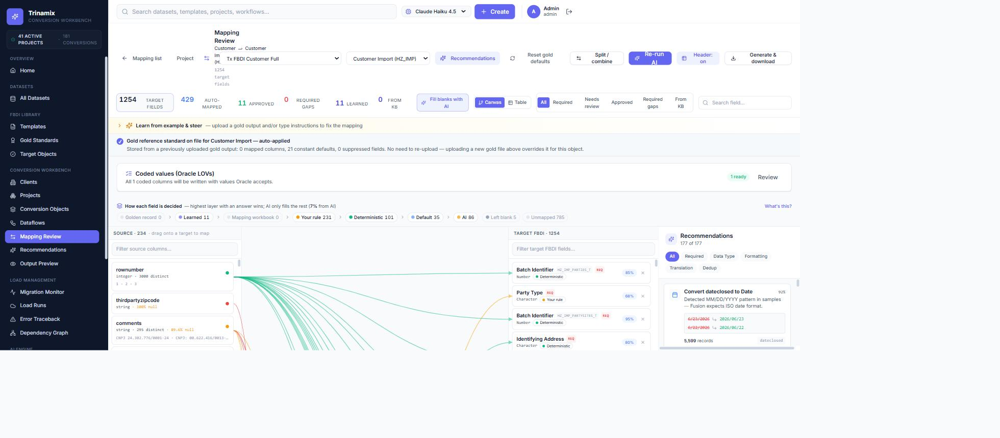 Trinamix
CONVERSION WORKBENCH
41 ACTIVE PROJECTS · 181 CONVERSIONS
OVERVIEW
Home
DATASETS
All Datasets
FBDI LIBRARY
Templates
Gold Standards
Target Objects
CONVERSION WORKBENCH
Clients
Projects
Conversion Objects
Dataflows
Mapping Review
Recommendations
Output Preview
LOAD MANAGEMENT
Migration Monitor
Load Runs
Error Traceback
Dependency Graph
AI ENGINE
Search datasets, templates, projects, workflows...
Claude Haiku 4.5
Create
A
Admin
admin
Mapping list
Project
Mapping
Review
Customer → Customer
Im
(H.
1254
target
fields
Tx FBDI Customer Full
Customer Import (HZ_IMP)
Recommendations
Reset gold
defaults
Split /
combine
Re-run
AI
Header:
on
Generate &
download
1254 TARGET FIELDS
429 AUTO-MAPPED
11 APPROVED
0 REQUIRED GAPS
11 LEARNED
0 FROM KB
Fill blanks with
AI
Canvas
Table
All
Required
Needs
review
Approved
Required
gaps
From
KB
Search field...
Learn from example & steer — upload a gold output and/or type instructions to fix the mapping
Gold reference standard on file for Customer Import — auto-applied
Stored from a previously uploaded gold output: 0 mapped columns, 21 constant defaults, 0 suppressed fields. No need to re-upload — uploading a new gold file above overrides it for this object.
Coded values (Oracle LOVs)
All 1 coded columns will be written with values Oracle accepts.
1 ready
Review
How each field is decided — highest layer with an answer wins; AI only fills the rest (7% from AI)
What's this?
Golden record 0 › Learned 11 › Mapping workbook 0 › Your rule 231 › Deterministic 101 › Default 35 › AI 86 Left blank 5 Unmapped 785
SOURCE · 234 · drag onto a target to map
Filter source columns...
rownumber
integer · 3000 distinct
1 · 2 · 3
thirdpartyzipcode
string · 100% null
comments
string · 295 distinct · 89.6% null
CNPJ 24.302.776/0001-24 · CNPJ: 00.622.416/0013-…
TARGET FBDI · 1254
Filter target FBDI fields...
Batch Identifier HZ_IMP_PARTIES_T REQ
Number Deterministic
85% ×
Party Type REQ
Character Your rule
68% ×
Batch Identifier HZ_IMP_PARTYSITES_T REQ
Number Deterministic
95% ×
Identifying Address REQ
Character Deterministic
80% ×
Recommendations
177 of 177
All
Required
Data Type
Formatting
Translation
Dedup
Convert dateclosed to Date 92%
Detected MM/DD/YYYY pattern in samples
— Fusion expects ISO date format.
6/23/2026 ↪ 2026/06/23
6/22/2026 ↪ 2026/06/22
5,599 records
dateclosed